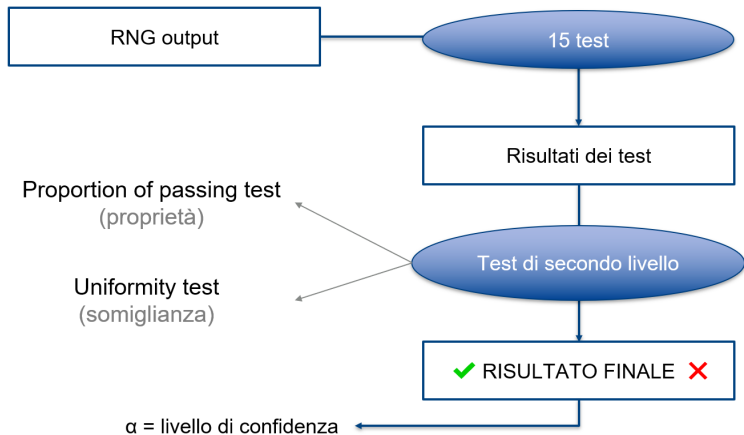 RNG output
15 test
Risultati dei test
Proportion of passing test
(proprietà)
Test di secondo livello
Uniformity test
(somiglianza)
RISULTATO FINALE
α = livello di confidenza